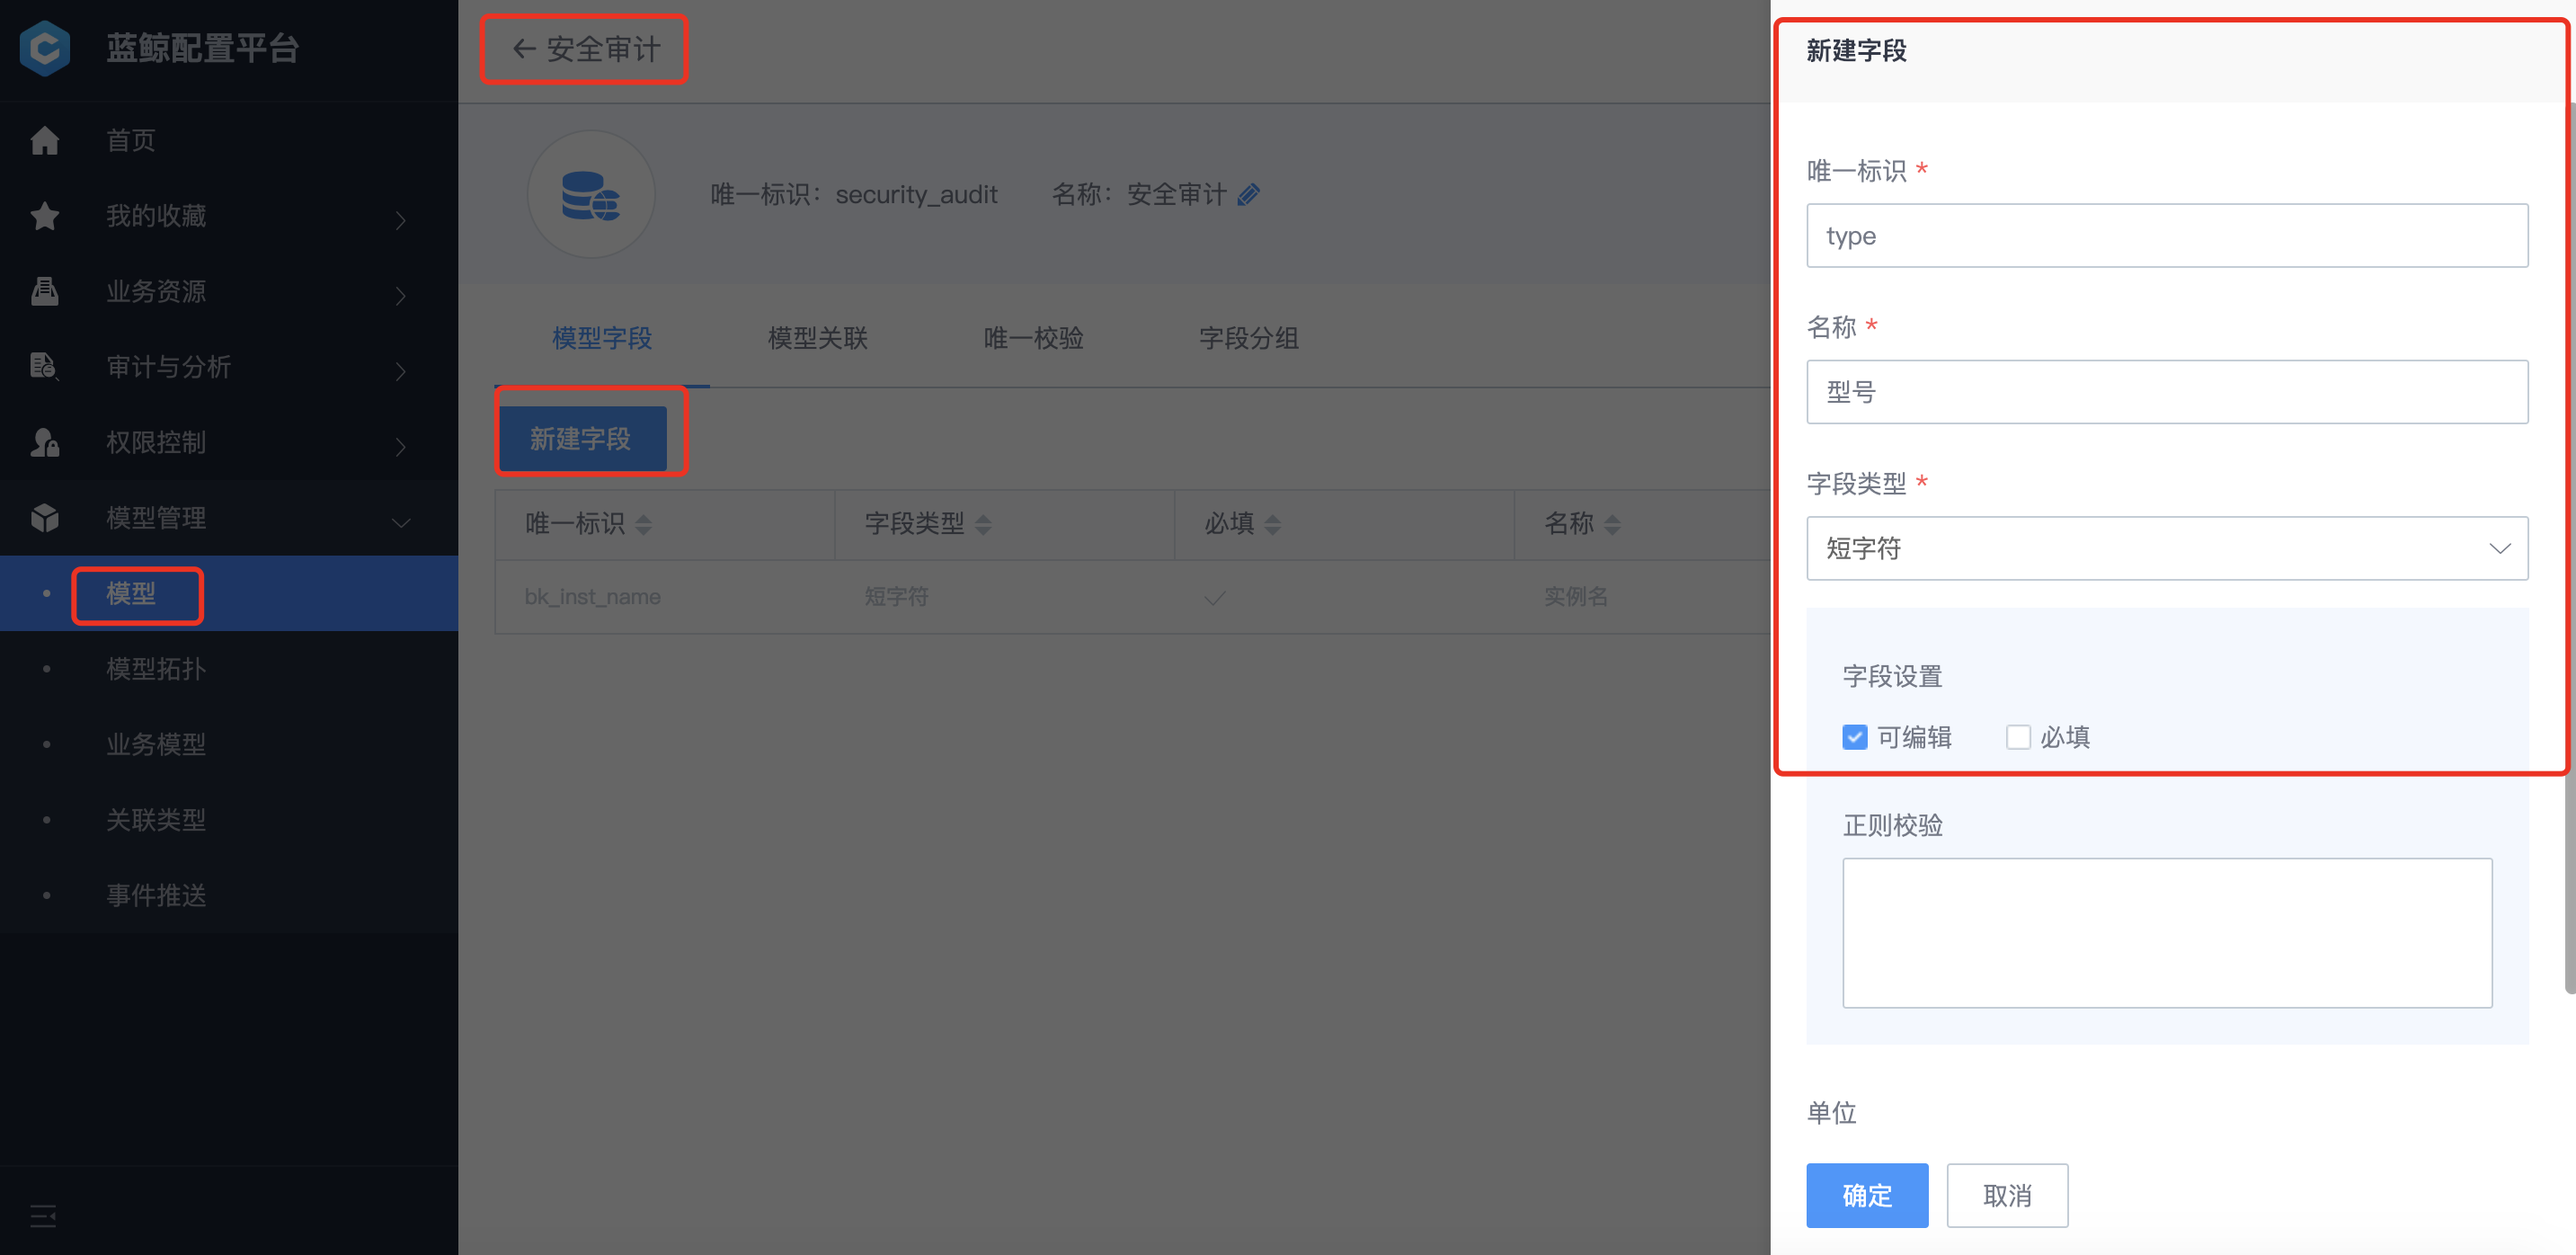 蓝鲸配置平台
首页
我的收藏
业务资源
审计与分析
权限控制
模型管理
模型
模型拓扑
业务模型
关联类型
事件推送
← 安全审计
唯一标识：security_audit 名称：安全审计
模型字段 模型关联 唯一校验 字段分组
新建字段
唯一标识 字段类型 必填 名称
bk_inst_name 短字符 实例名
新建字段
唯一标识 *
type
名称 *
型号
字段类型 *
短字符
字段设置
可编辑 必填
正则校验
单位
确定 取消